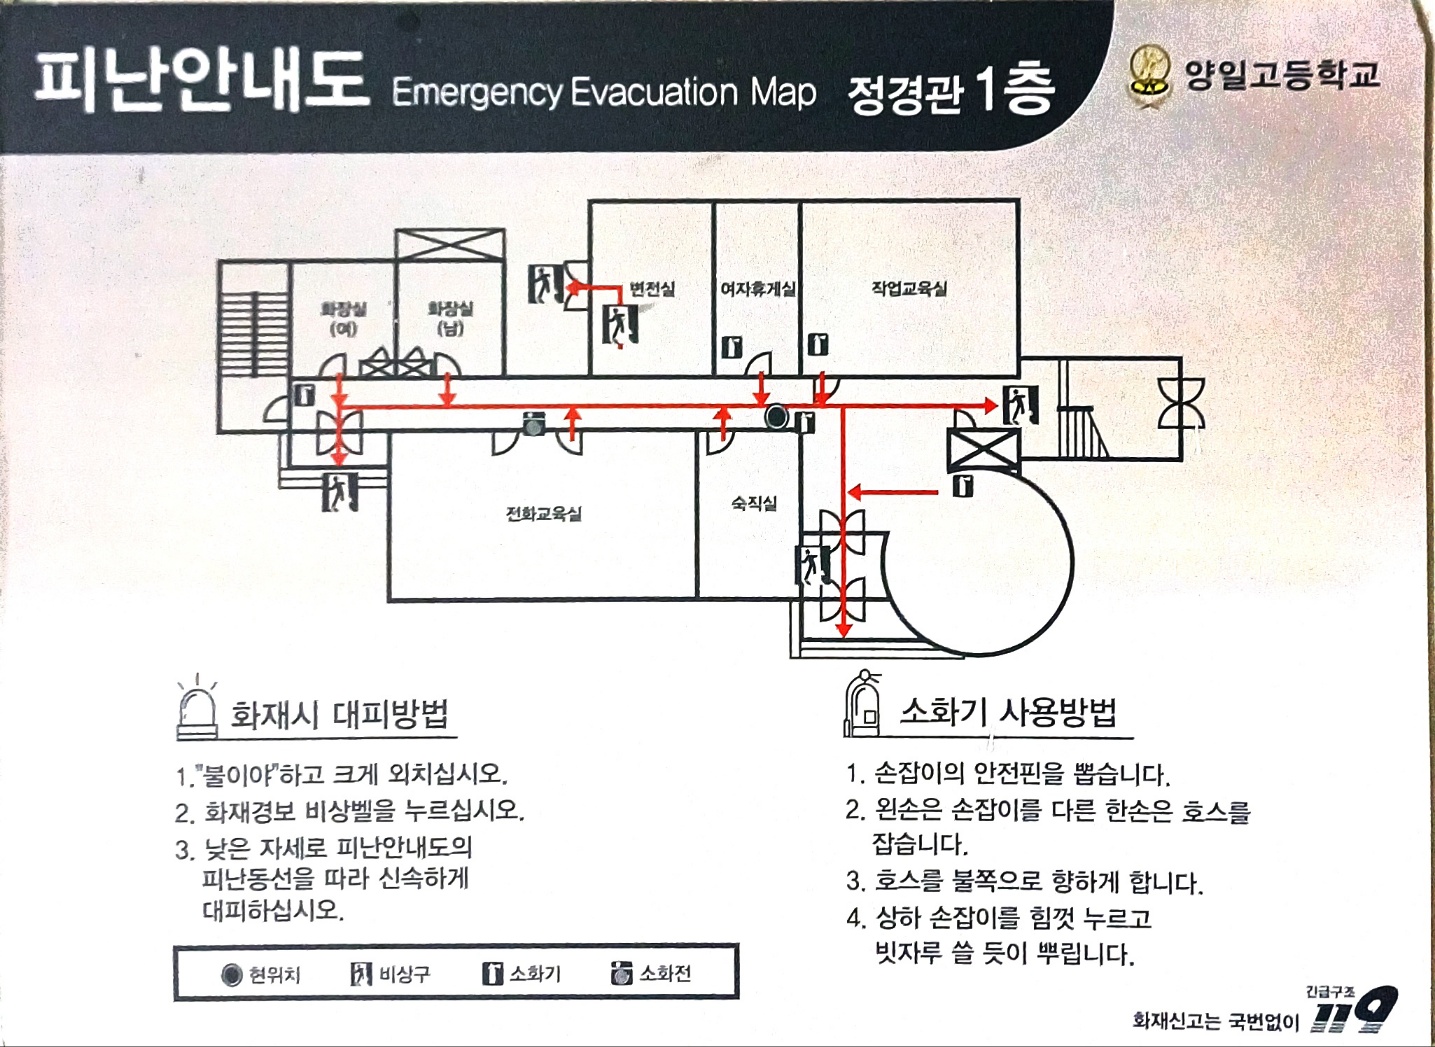 피난안내도 Emergency Evacuation Map 정경관 1층
양일고등학교
화장실
(여)
화장실
(남)
변전실
여자휴게실
작업교육실
전화교육실
숙직실
화재시 대피방법
1."불이야"하고 크게 외치십시오.
2. 화재경보 비상벨을 누르십시오.
3. 낮은 자세로 피난안내도의
피난동선을 따라 신속하게
대피하십시오.
소화기 사용방법
1. 손잡이의 안전핀을 뽑습니다.
2. 왼손은 손잡이를 다른 한손은 호스를
잡습니다.
3. 호스를 불쪽으로 향하게 합니다.
4. 상하 손잡이를 힘껏 누르고
빗자루 쓸 듯이 뿌립니다.
현위치 비상구 소화기 소화전
긴급구조
화재신고는 국번없이 119